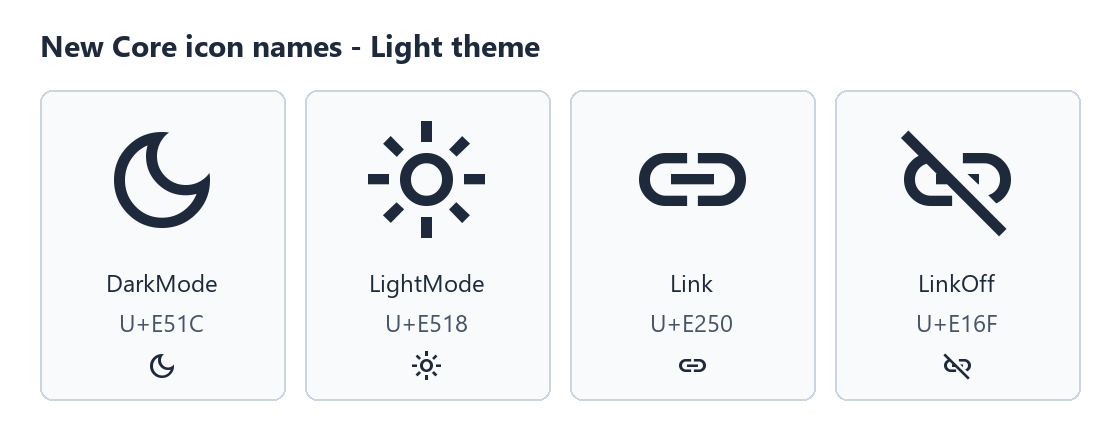 New Core icon names - Light theme
DarkMode
U+E51C
LightMode
U+E518
Link
U+E250
LinkOff
U+E16F